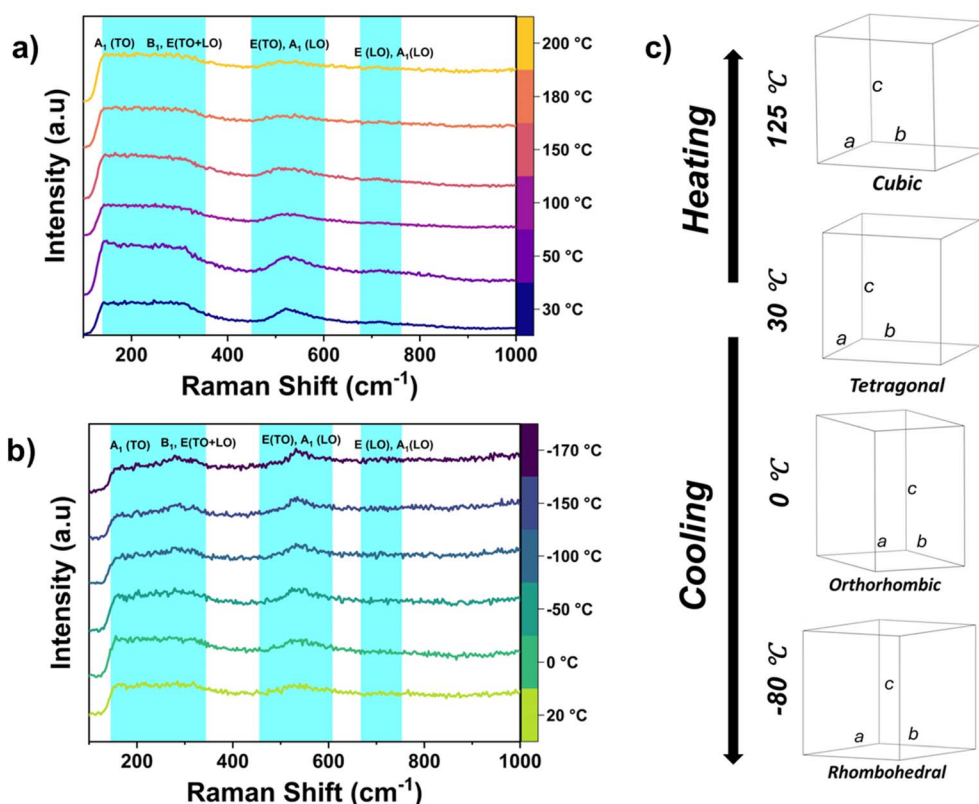 a)
A₁ (TO) B₁, E(TO+LO) E(TO), A₁ (LO) E (LO), A₁(LO)
Intensity (a.u)
200 °C
180 °C
150 °C
100 °C
50 °C
30 °C
200 400 600 800 1000
Raman Shift (cm⁻¹)
b)
A₁ (TO) B₁, E(TO+LO) E(TO), A₁ (LO) E (LO), A₁(LO)
Intensity (a.u)
-170 °C
-150 °C
-100 °C
-50 °C
0 °C
20 °C
200 400 600 800 1000
Raman Shift (cm⁻¹)
c)
Heating
Cooling
125 °C
c
a b
Cubic
30 °C
c
a b
Tetragonal
0 °C
c
a b
Orthorhombic
-80 °C
c
a b
Rhombohedral